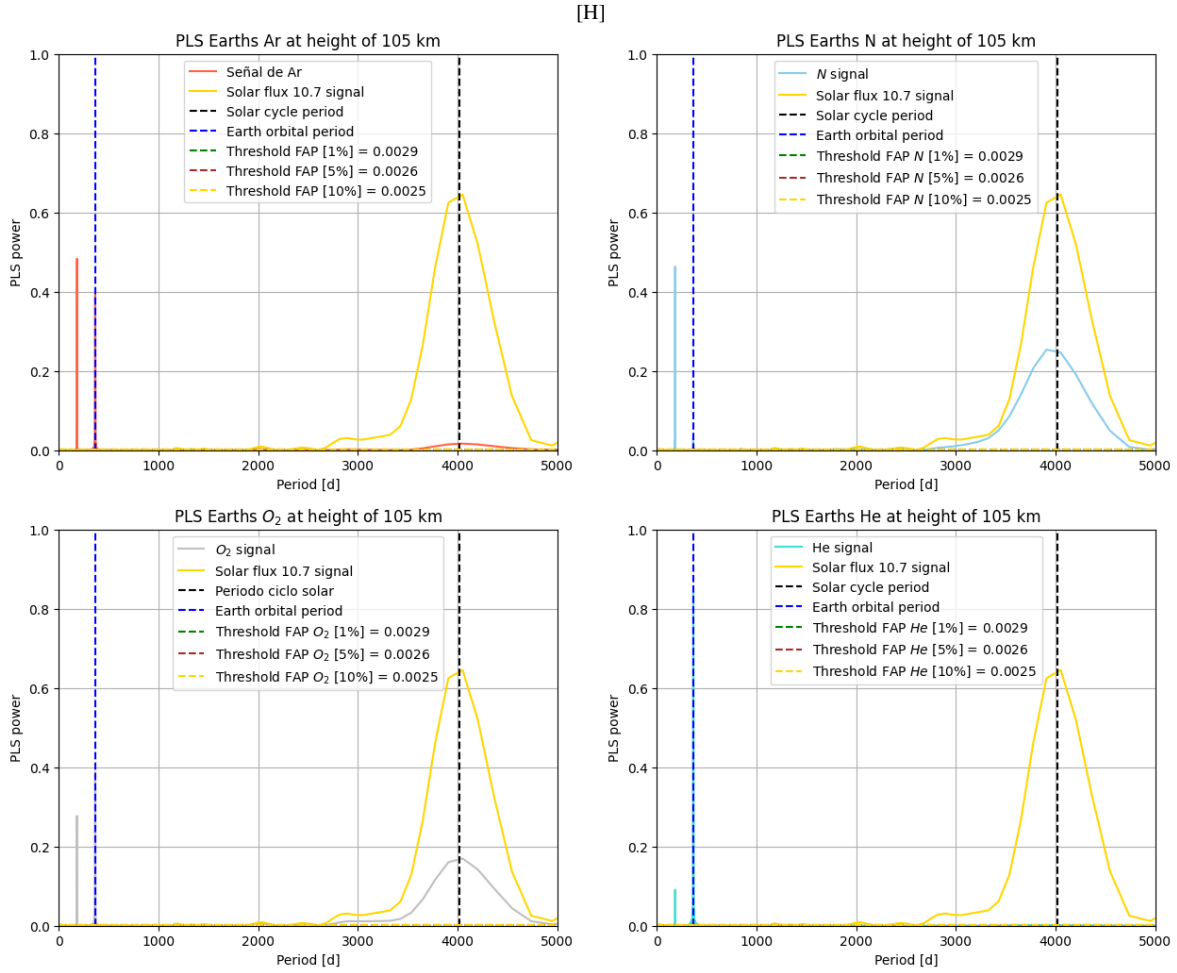 [H]
PLS Earths Ar at height of 105 km
1.0
0.8
0.6
0.4
0.2
0.0
PLS power
Señal de Ar
Solar flux 10.7 signal
Solar cycle period
Earth orbital period
Threshold FAP [1%] = 0.0029
Threshold FAP [5%] = 0.0026
Threshold FAP [10%] = 0.0025
0 1000 2000 3000 4000 5000
Period [d]
PLS Earths N at height of 105 km
1.0
0.8
0.6
0.4
0.2
0.0
PLS power
N signal
Solar flux 10.7 signal
Solar cycle period
Earth orbital period
Threshold FAP N [1%] = 0.0029
Threshold FAP N [5%] = 0.0026
Threshold FAP N [10%] = 0.0025
0 1000 2000 3000 4000 5000
Period [d]
PLS Earths O₂ at height of 105 km
1.0
0.8
0.6
0.4
0.2
0.0
PLS power
O₂ signal
Solar flux 10.7 signal
Periodo ciclo solar
Earth orbital period
Threshold FAP O₂ [1%] = 0.0029
Threshold FAP O₂ [5%] = 0.0026
Threshold FAP O₂ [10%] = 0.0025
0 1000 2000 3000 4000 5000
Period [d]
PLS Earths He at height of 105 km
1.0
0.8
0.6
0.4
0.2
0.0
PLS power
He signal
Solar flux 10.7 signal
Solar cycle period
Earth orbital period
Threshold FAP He [1%] = 0.0029
Threshold FAP He [5%] = 0.0026
Threshold FAP He [10%] = 0.0025
0 1000 2000 3000 4000 5000
Period [d]